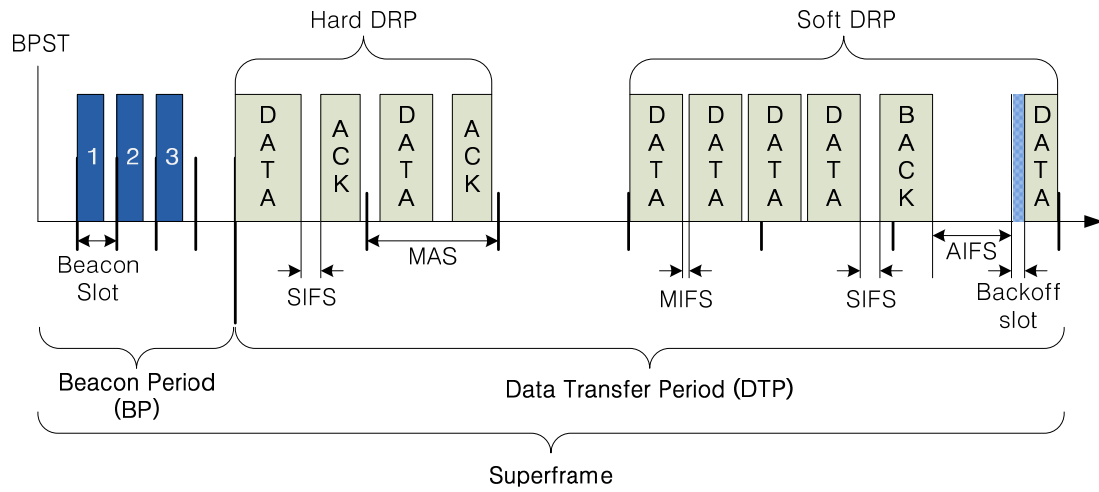 Hard DRP
Soft DRP
BPST
1
2
3
DATA
ACK
DATA
ACK
DATA
DATA
DATA
DATA
BACK
DATA
Beacon
Slot
SIFS
MAS
MIFS
SIFS
AIFS
Backoff
slot
Beacon Period
(BP)
Data Transfer Period (DTP)
Superframe